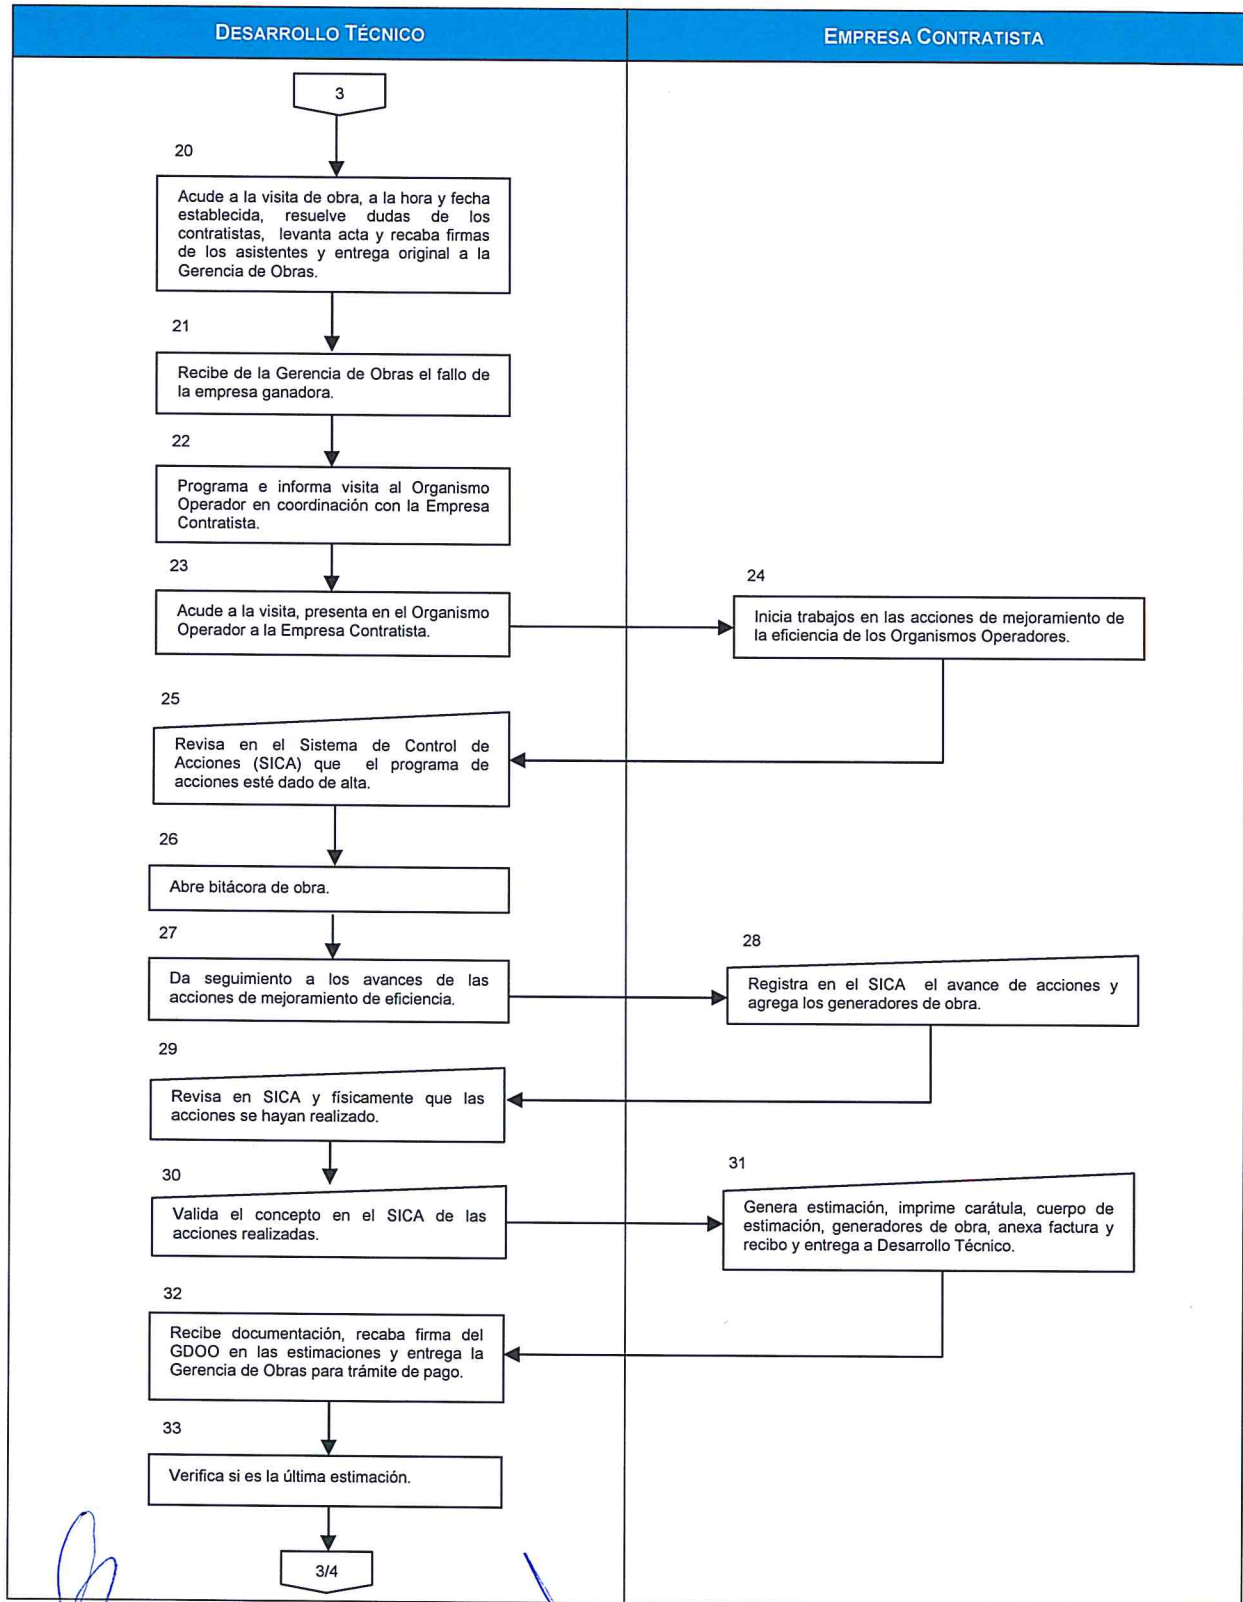 DESARROLLO TÉCNICO
EMPRESA CONTRATISTA
3
20
Acude a la visita de obra, a la hora y fecha
establecida, resuelve dudas de los
contratistas, levanta acta y recaba firmas
de los asistentes y entrega original a la
Gerencia de Obras.
21
Recibe de la Gerencia de Obras el fallo de
la empresa ganadora.
22
Programa e informa visita al Organismo
Operador en coordinación con la Empresa
Contratista.
23
Acude a la visita, presenta en el Organismo
Operador a la Empresa Contratista.
24
Inicia trabajos en las acciones de mejoramiento de
la eficiencia de los Organismos Operadores.
25
Revisa en el Sistema de Control de
Acciones (SICA) que el programa de
acciones esté dado de alta.
26
Abre bitácora de obra.
27
Da seguimiento a los avances de las
acciones de mejoramiento de eficiencia.
28
Registra en el SICA el avance de acciones y
agrega los generadores de obra.
29
Revisa en SICA y físicamente que las
acciones se hayan realizado.
30
Valida el concepto en el SICA de las
acciones realizadas.
31
Genera estimación, imprime carátula, cuerpo de
estimación, generadores de obra, anexa factura y
recibo y entrega a Desarrollo Técnico.
32
Recibe documentación, recaba firma del
GDOO en las estimaciones y entrega la
Gerencia de Obras para trámite de pago.
33
Verifica si es la última estimación.
3/4